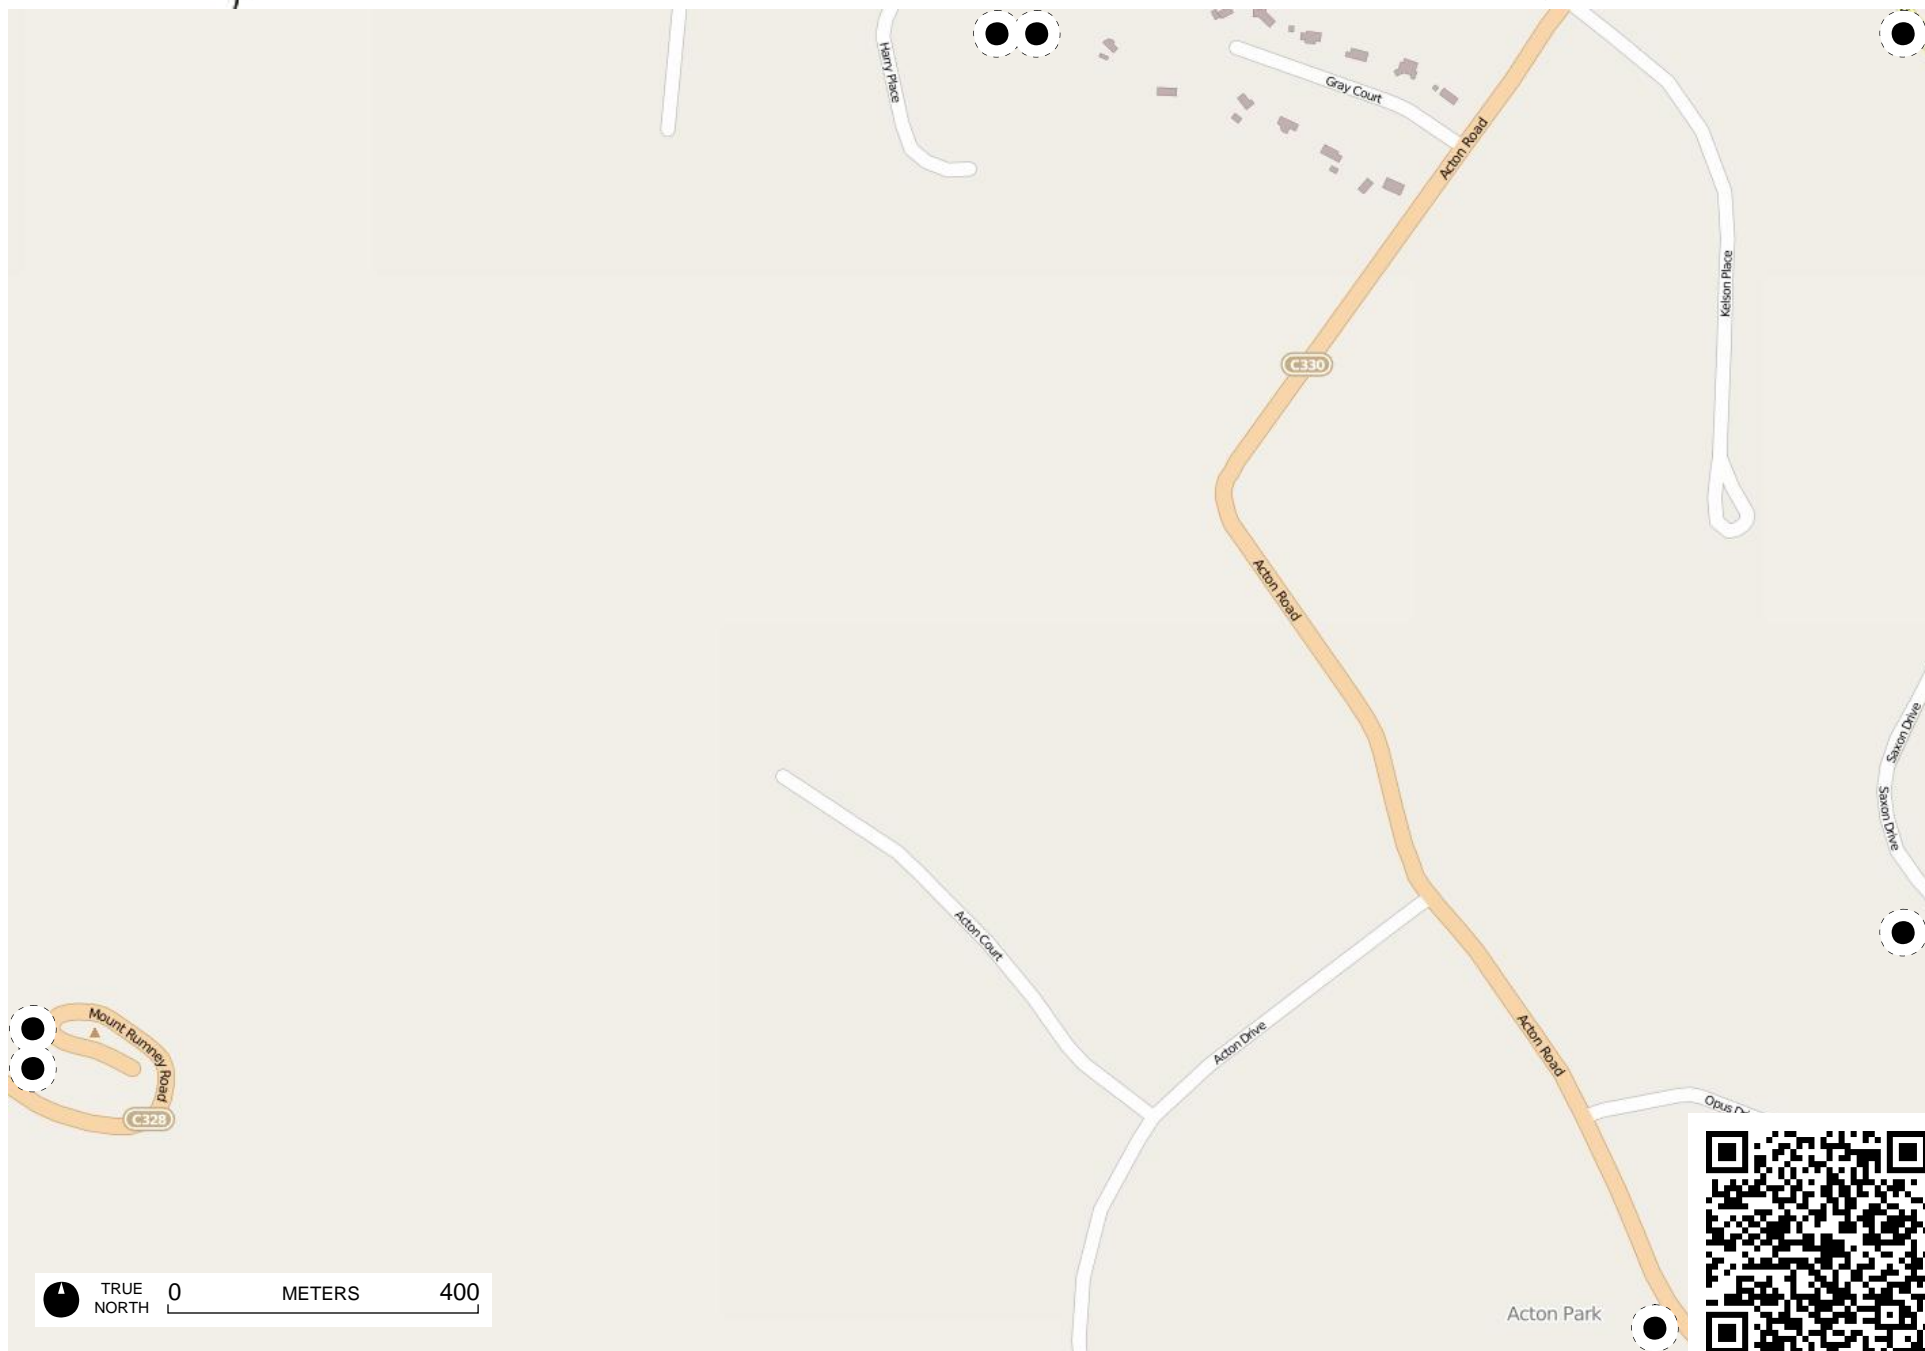 Harry Place
Gray Court
Acton Road
Kelson Place
C330
Acton Road
Saxon Drive
Saxon Drive
Acton Court
Mount Rumney Road
Acton Drive
Acton Road
C328
Opus
TRUE
NORTH
0 METERS 400
Acton Park